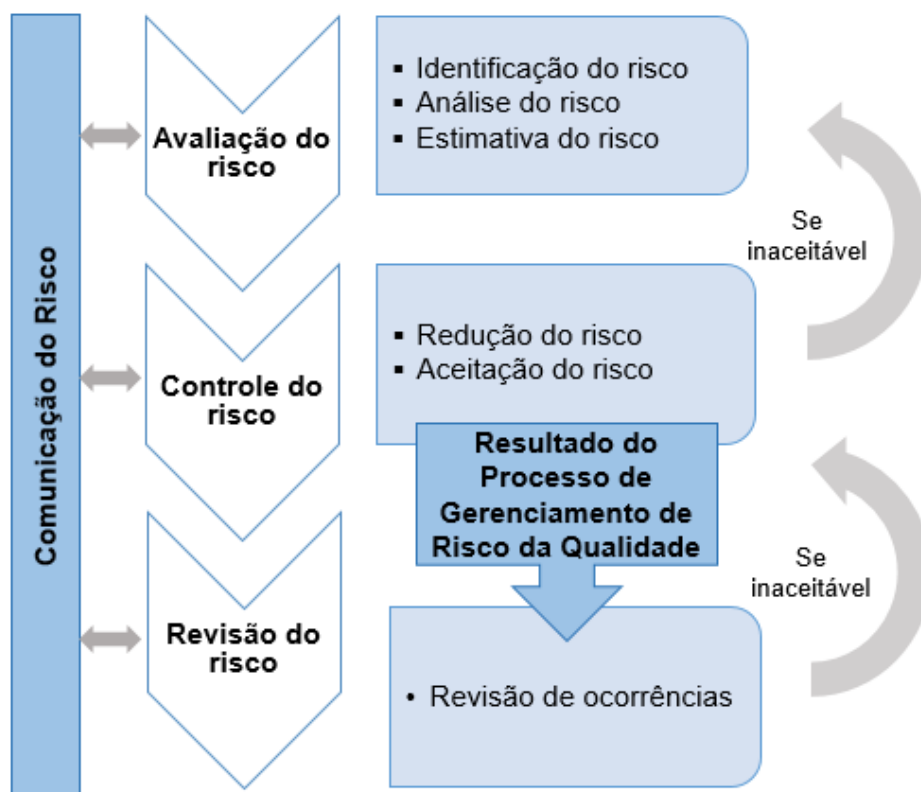 Comunicação do Risco
Avaliação do
risco
▪ Identificação do risco
▪ Análise do risco
▪ Estimativa do risco
Se
inaceitável
Controle do
risco
▪ Redução do risco
▪ Aceitação do risco
Resultado do
Processo de
Gerenciamento de
Risco da Qualidade
Se
inaceitável
Revisão do
risco
• Revisão de ocorrências